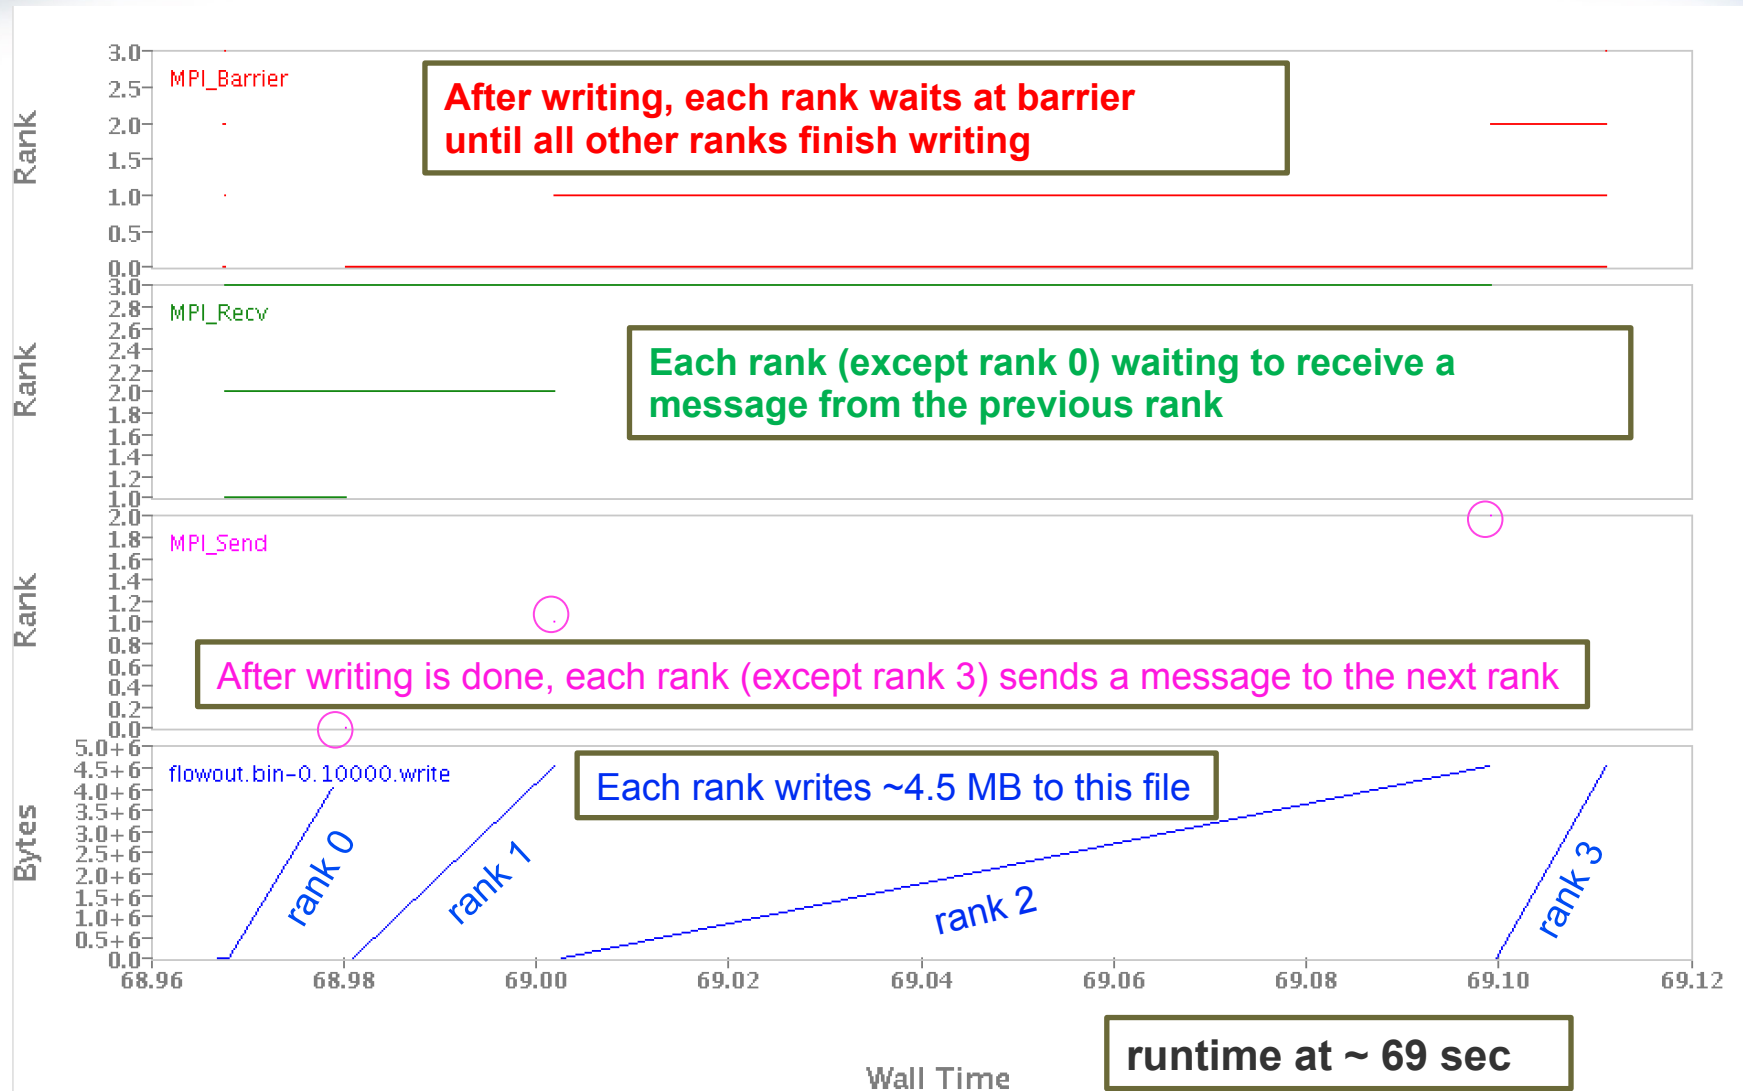 Rank
3.0
2.5
2.0
1.5
1.0
0.5
0.0
MPI_Barrier
After writing, each rank waits at barrier
until all other ranks finish writing
Rank
3.0
2.8
2.6
2.4
2.2
2.0
1.8
1.6
1.4
1.2
1.0
MPI_Recv
Each rank (except rank 0) waiting to receive a
message from the previous rank
Rank
2.0
1.8
1.6
1.4
1.2
1.0
0.8
0.6
0.4
0.2
0.0
MPI_Send
After writing is done, each rank (except rank 3) sends a message to the next rank
Bytes
5.0+6
4.5+6
4.0+6
3.5+6
3.0+6
2.5+6
2.0+6
1.5+6
1.0+6
0.5+6
0.0
flowout.bin-0.10000.write
Each rank writes ~4.5 MB to this file
rank 0
rank 1
rank 2
rank 3
68.96 68.98 69.00 69.02 69.04 69.06 69.08 69.10 69.12
runtime at ~ 69 sec
Wall Time